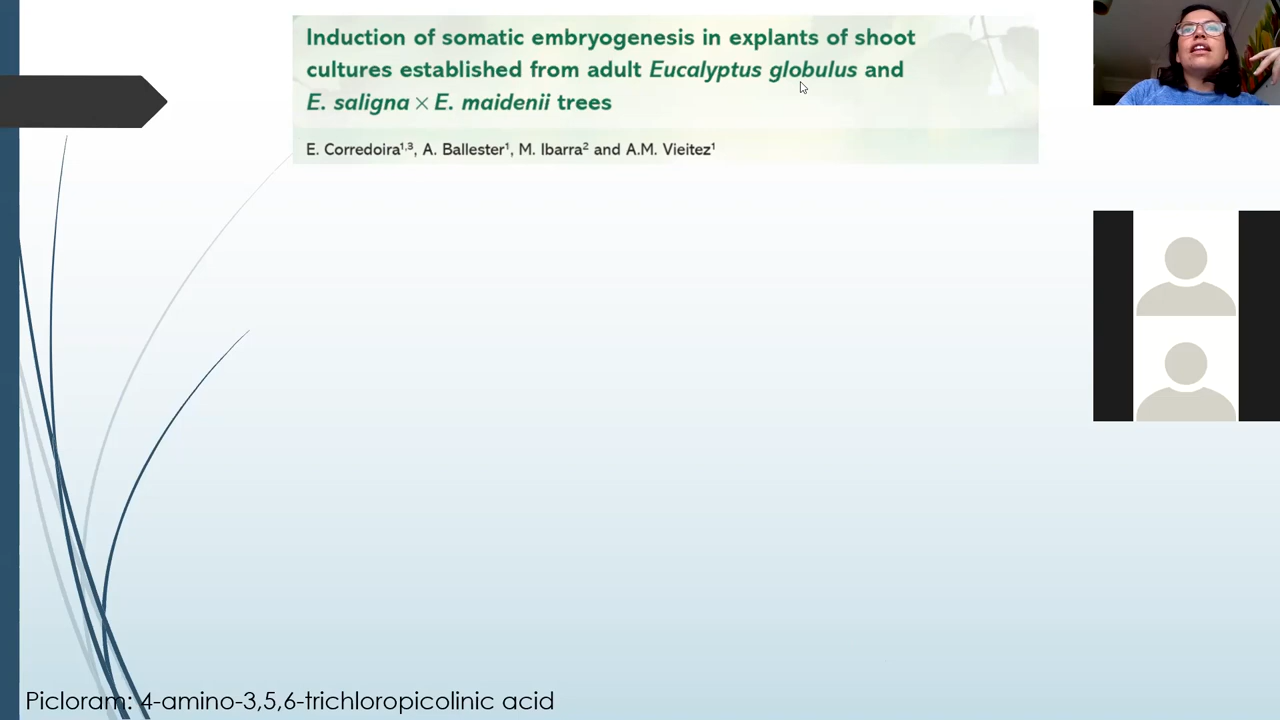 Induction of somatic embryogenesis in explants of shoot
cultures established from adult Eucalyptus globulus and
E. saligna × E. maidenii trees
E. Corredoira¹,³, A. Ballester¹, M. Ibarra² and A.M. Vieitez¹
Picloram: 4-amino-3,5,6-trichloropicolinic acid